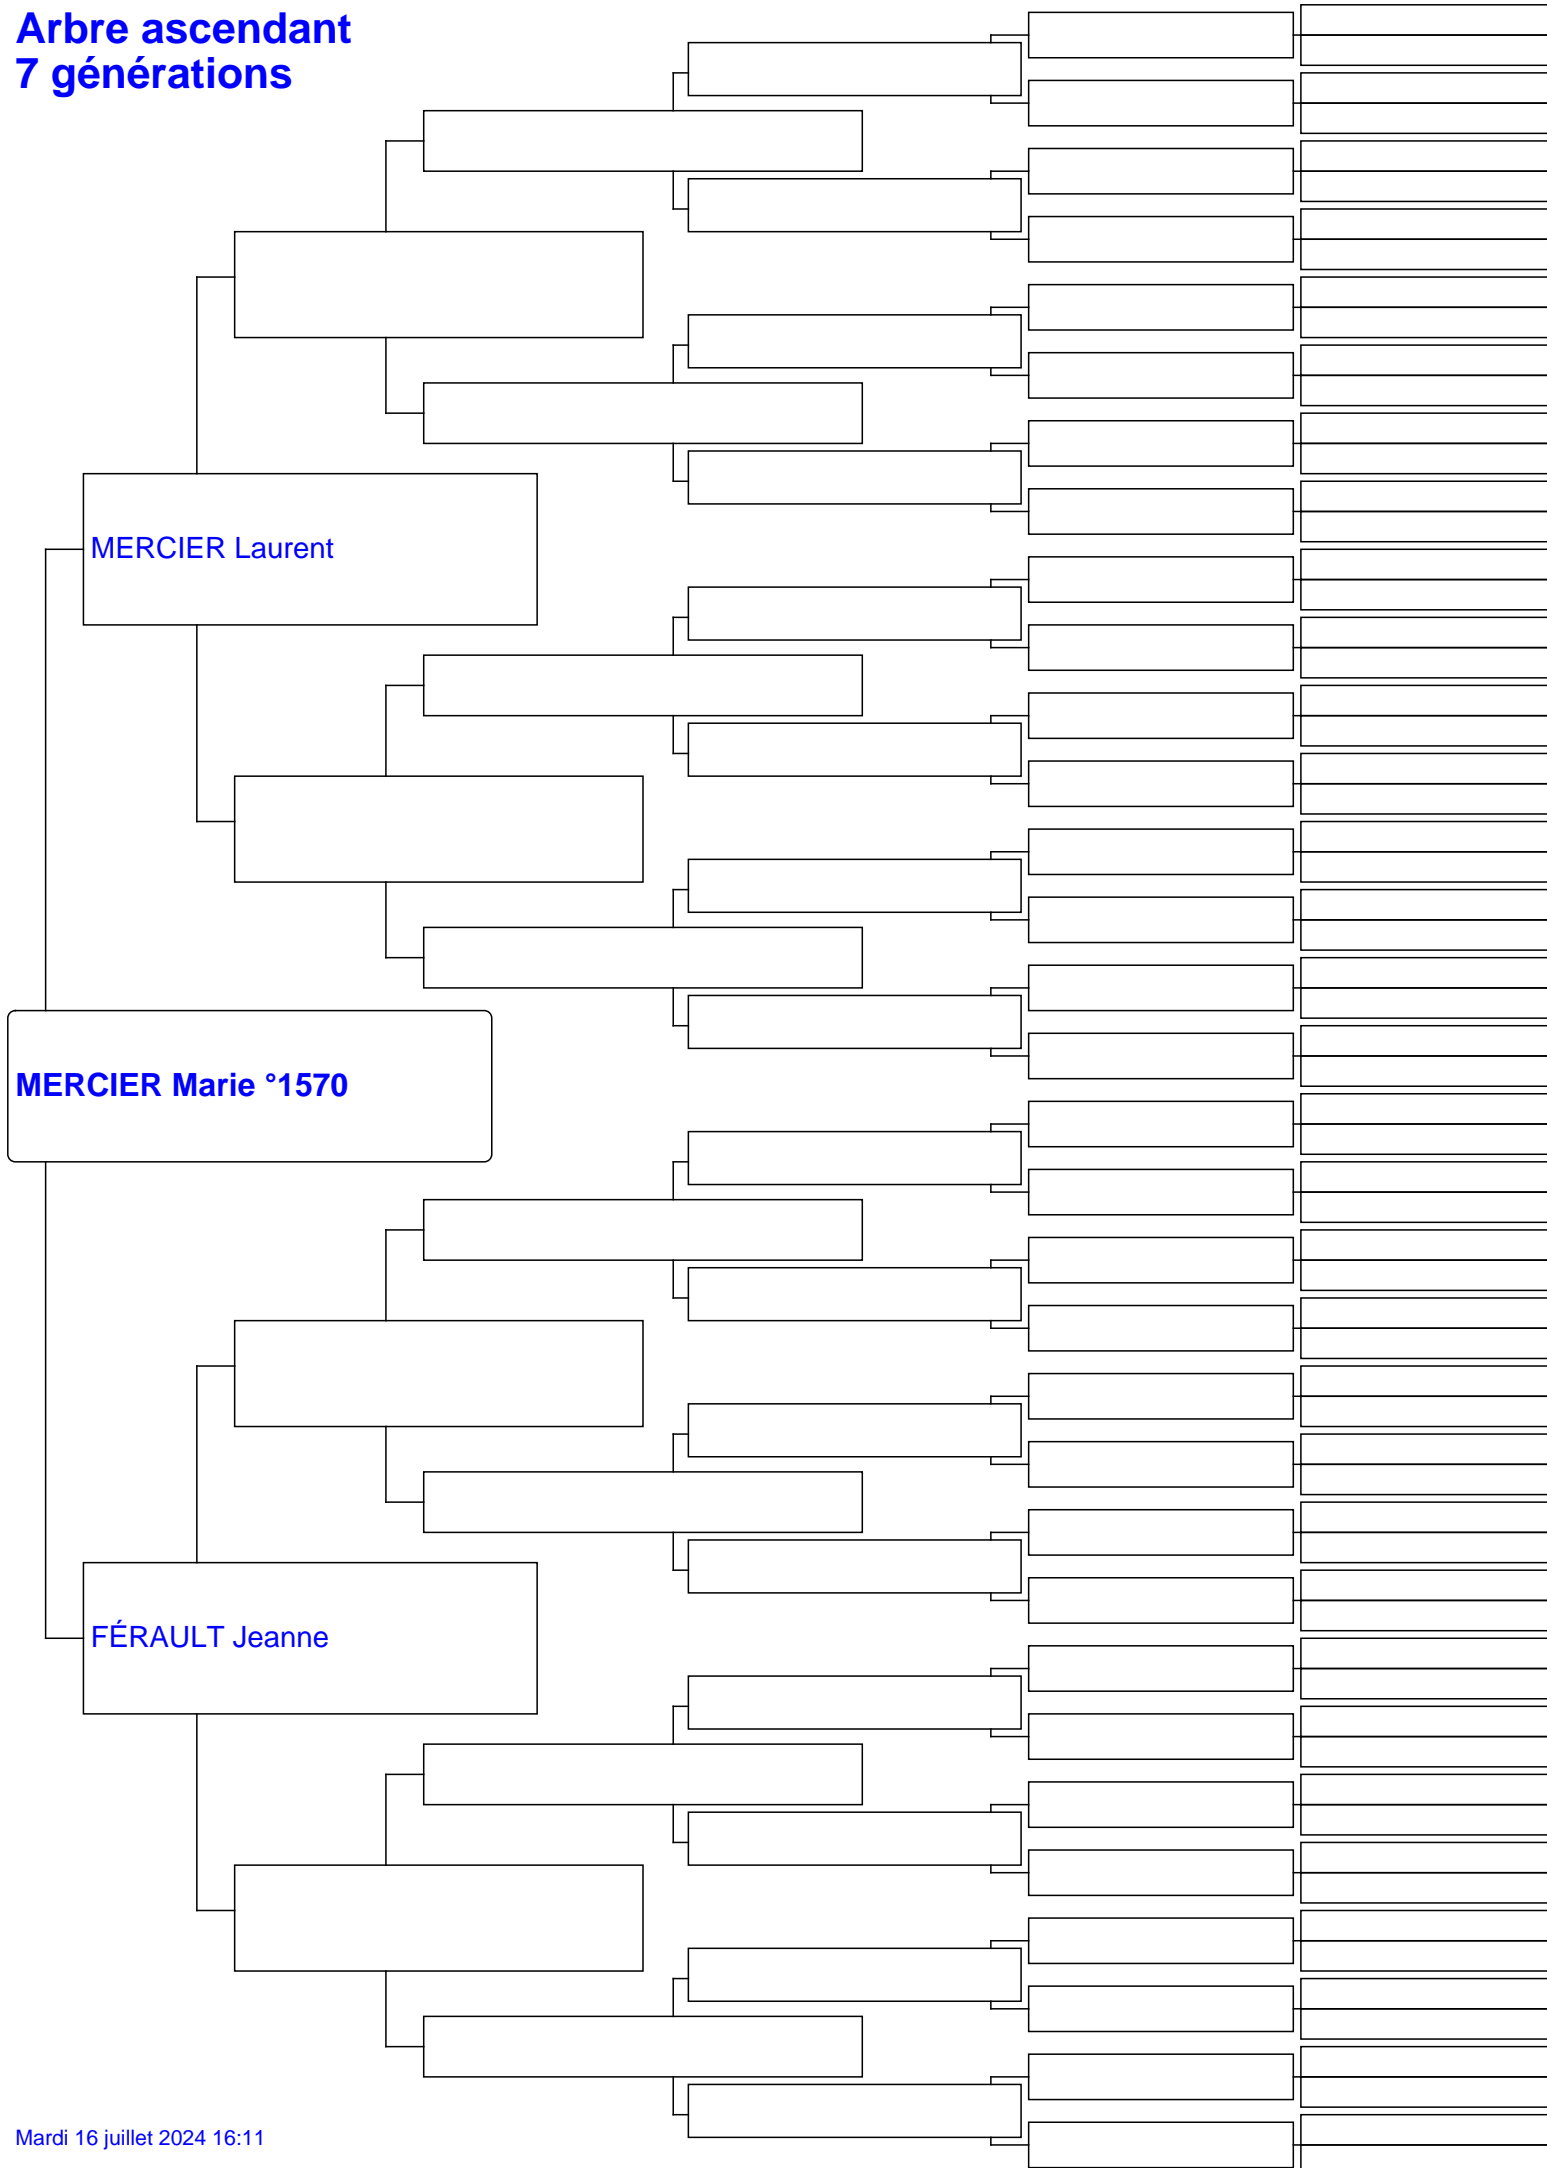 Arbre ascendant
7 générations
MERCIER Laurent
MERCIER Marie °1570
FÉRAULT Jeanne
Mardi 16 juillet 2024 16:11